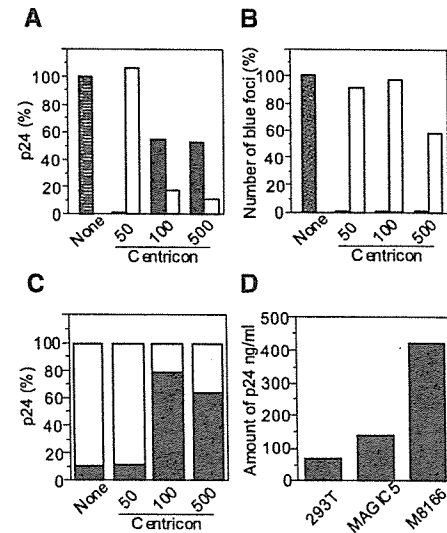 A
p24 (%)
100
80
60
40
20
0
None
50
100
500
Centricon
B
Number of blue foci (%)
100
80
60
40
20
0
None
50
100
500
Centricon
C
p24 (%)
100
80
60
40
20
0
None
50
100
500
Centricon
D
Amount of p24 ng/ml
500
400
300
200
100
0
293T
MAGIC5
M8166